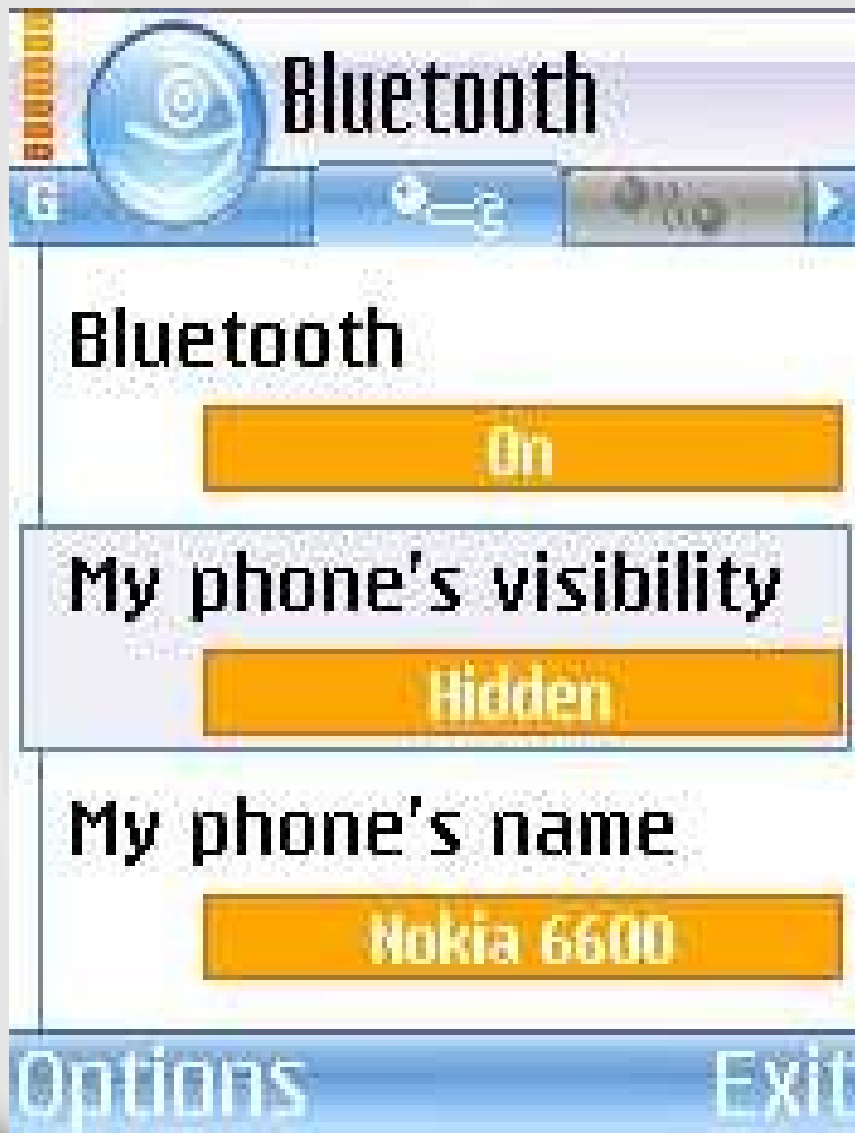 Bluetooth
G
Bluetooth
On
My phone's visibility
Hidden
My phone's name
Nokia 6600
Options Exit